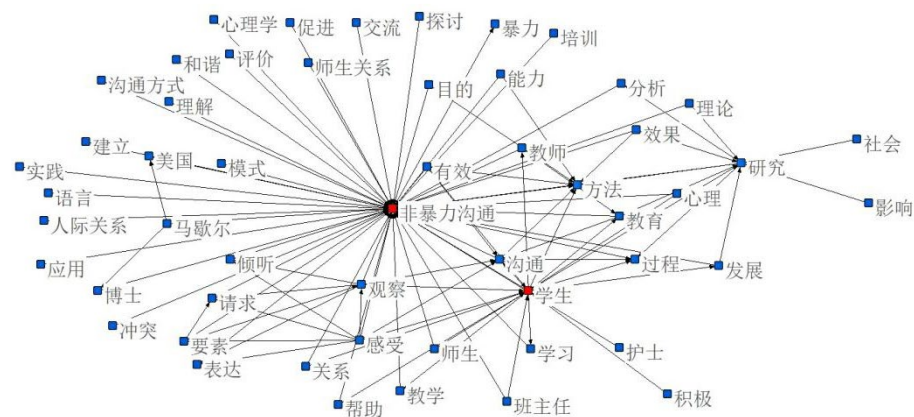 心理学
促进
交流
探讨
暴力
培训
和谐
评价
师生关系
沟通方式
目的
能力
分析
理解
理论
建立
美国
模式
有效
教师
效果
社会
实践
方法
研究
语言
心理
影响
人际关系
马歇尔
非暴力沟通
教育
应用
倾听
沟通
过程
发展
博士
请求
观察
学生
冲突
要素
感受
师生
学习
护士
表达
关系
教学
积极
帮助
班主任